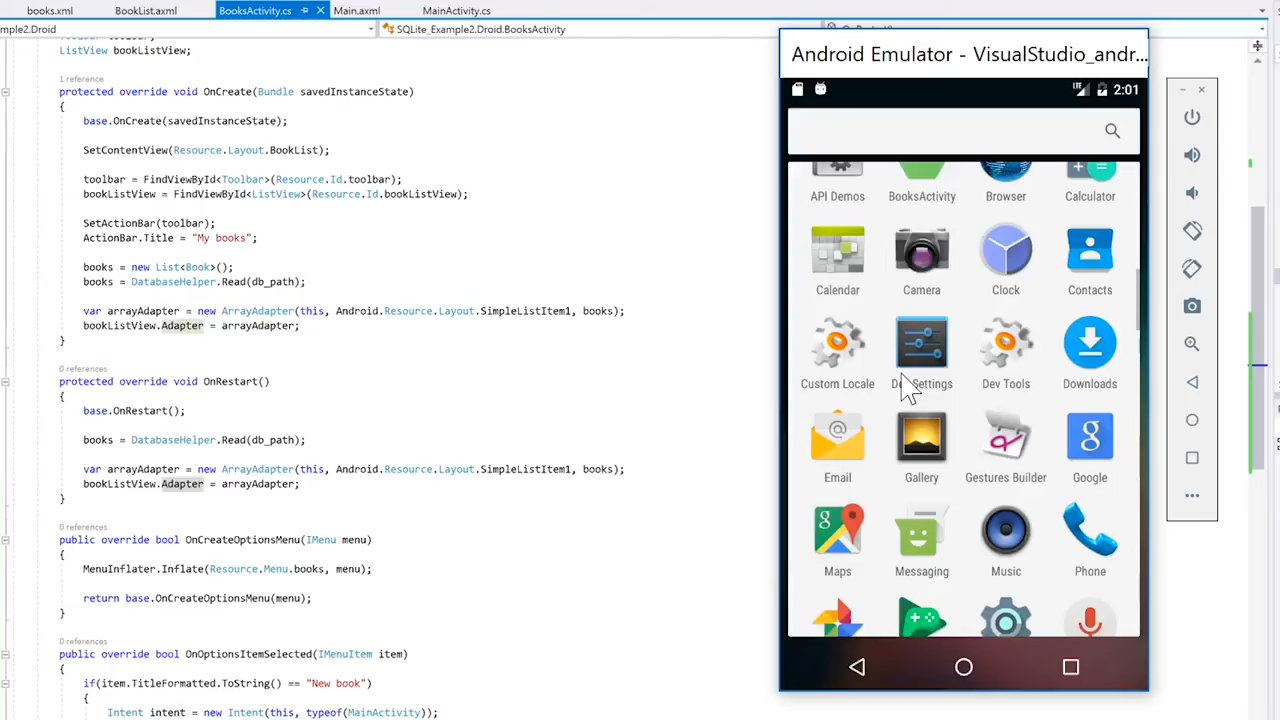 books.xml
BookList.axml
BooksActivity.cs
Main.axml
MainActivity.cs
mple2.Droid
SQLite_Example2.Droid.BooksActivity
ListView bookListView;
1 reference
protected override void OnCreate(Bundle savedInstanceState)
{
base.OnCreate(savedInstanceState);
SetContentView(Resource.Layout.BookList);
toolbar = FindViewById<Toolbar>(Resource.Id.toolbar);
bookListView = FindViewById<ListView>(Resource.Id.bookListView);
SetActionBar(toolbar);
ActionBar.Title = "My books";
books = new List<Book>();
books = DatabaseHelper.Read(db_path);
var arrayAdapter = new ArrayAdapter(this, Android.Resource.Layout.SimpleListItem1, books);
bookListView.Adapter = arrayAdapter;
}
0 references
protected override void OnRestart()
{
base.OnRestart();
books = DatabaseHelper.Read(db_path);
var arrayAdapter = new ArrayAdapter(this, Android.Resource.Layout.SimpleListItem1, books);
bookListView.Adapter = arrayAdapter;
}
0 references
public override bool OnCreateOptionsMenu(IMenu menu)
{
MenuInflater.Inflate(Resource.Menu.books, menu);
return base.OnCreateOptionsMenu(menu);
}
0 references
public override bool OnOptionsItemSelected(IMenuItem item)
{
if(item.TitleFormatted.ToString() == "New book")
{
Intent intent = new Intent(this, typeof(MainActivity));
Android Emulator - VisualStudio_andr...
LTE 2:01
API Demos
BooksActivity
Browser
Calculator
Calendar
Camera
Clock
Contacts
Custom Locale
Settings
Dev Tools
Downloads
Email
Gallery
Gestures Builder
Google
Maps
Messaging
Music
Phone